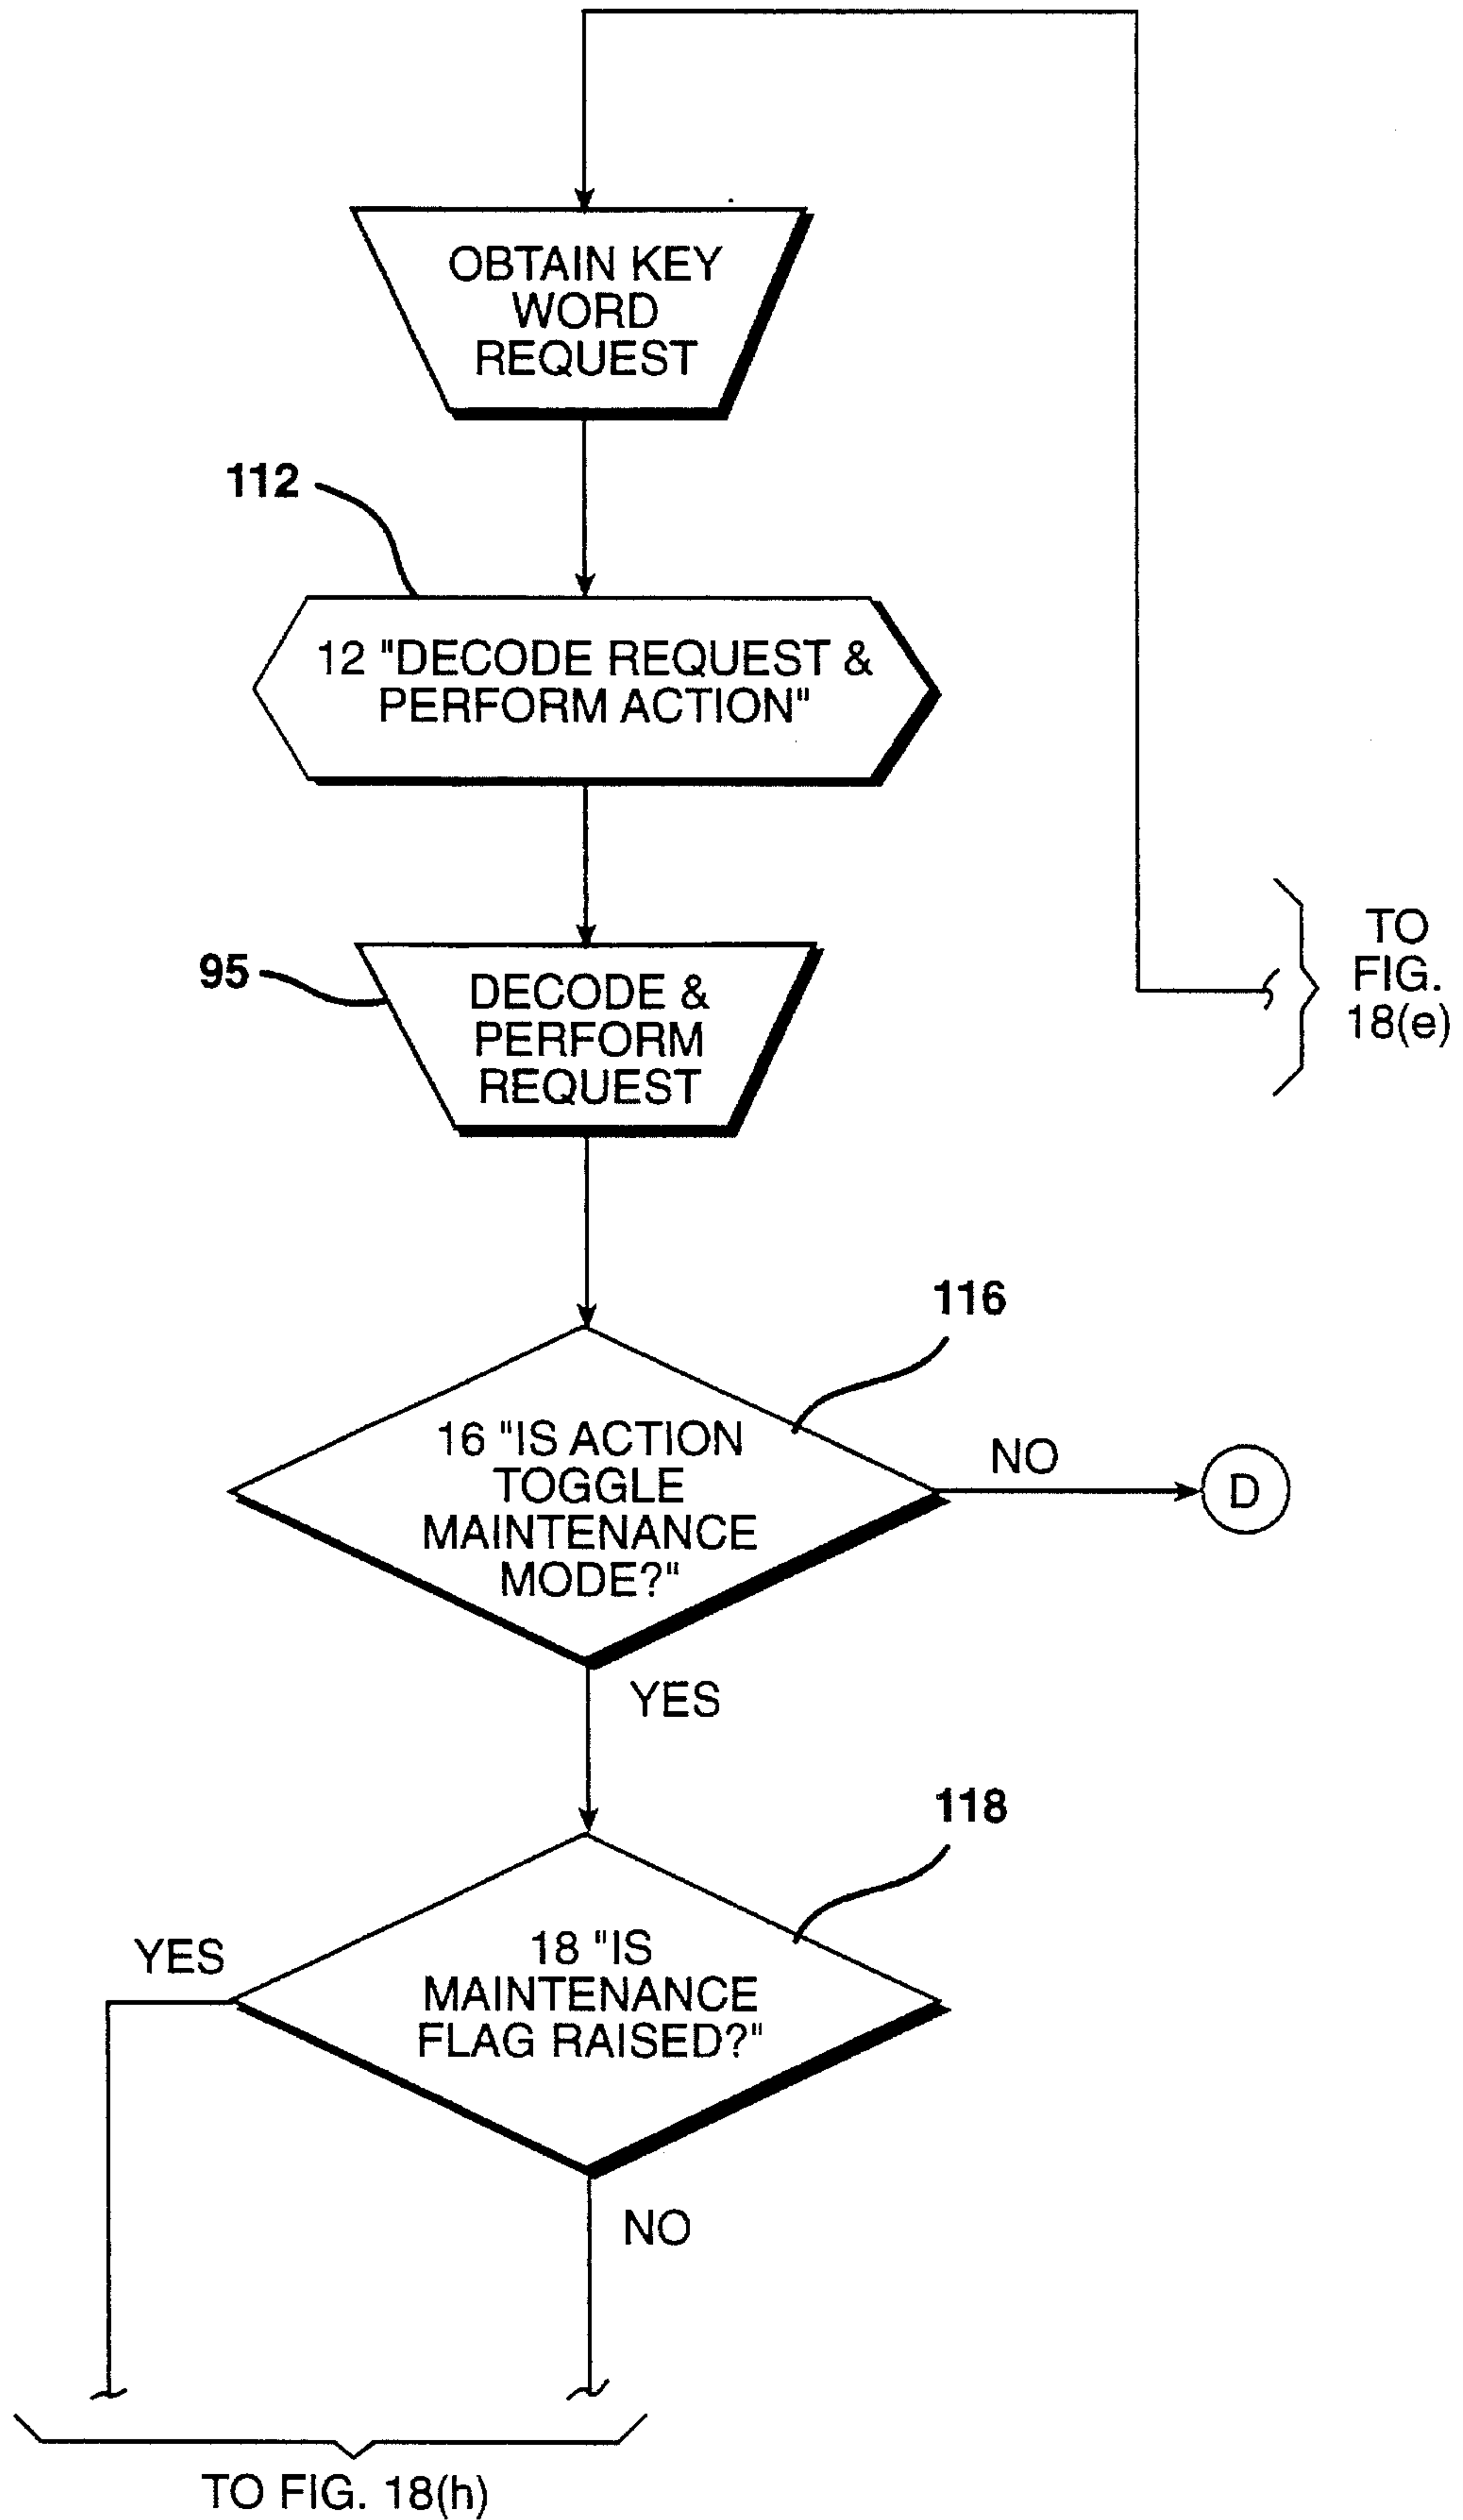 OBTAIN KEY
WORD
REQUEST
112
12 "DECODE REQUEST &
PERFORM ACTION"
95
DECODE &
PERFORM
REQUEST
TO
FIG.
18(e)
116
16 "IS ACTION
TOGGLE
MAINTENANCE
MODE?"
NO
D
YES
118
18 "IS
MAINTENANCE
FLAG RAISED?"
YES
NO
TO FIG. 18(h)